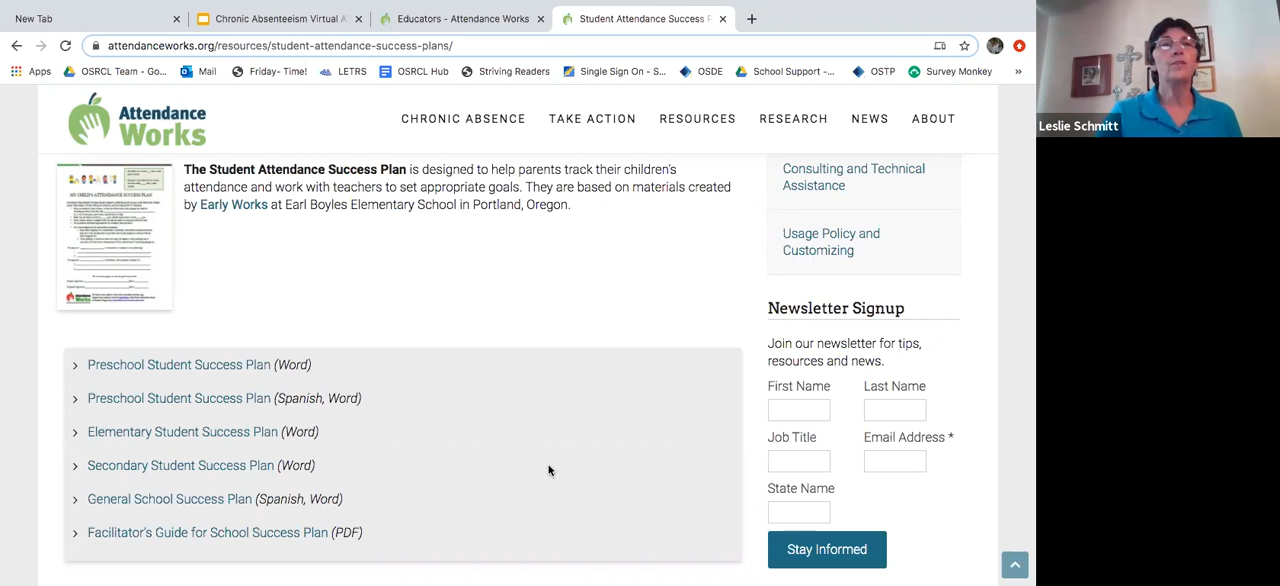 New Tab
Chronic Absenteeism Virtual A
Educators - Attendance Works
Student Attendance Success P
attendanceworks.org/resources/student-attendance-success-plans/
Apps
OSRCL Team - Go...
Mail
Friday- Time!
LETRS
OSRCL Hub
Striving Readers
Single Sign On - S...
OSDE
School Support -...
OSTP
Survey Monkey
»
Leslie Schmitt
Attendance
Works
CHRONIC ABSENCE
TAKE ACTION
RESOURCES
RESEARCH
NEWS
ABOUT
MY CHILD'S ATTENDANCE SUCCESS PLAN
Attendance
Works
The Student Attendance Success Plan is designed to help parents track their children's
attendance and work with teachers to set appropriate goals. They are based on materials created
by Early Works at Earl Boyles Elementary School in Portland, Oregon.
Preschool Student Success Plan (Word)
Preschool Student Success Plan (Spanish, Word)
Elementary Student Success Plan (Word)
Secondary Student Success Plan (Word)
General School Success Plan (Spanish, Word)
Facilitator's Guide for School Success Plan (PDF)
Consulting and Technical
Assistance
Usage Policy and
Customizing
Newsletter Signup
Join our newsletter for tips,
resources and news.
First Name
Last Name
Job Title
Email Address *
State Name
Stay Informed